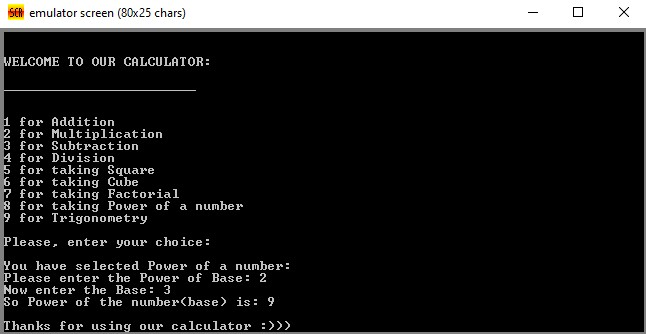 emulator screen (80x25 chars)
WELCOME TO OUR CALCULATOR:
1 for Addition
2 for Multiplication
3 for Subtraction
4 for Division
5 for taking Square
6 for taking Cube
7 for taking Factorial
8 for taking Power of a number
9 for Trigonometry
Please, enter your choice:
You have selected Power of a number:
Please enter the Power of Base: 2
Now enter the Base: 3
So Power of the number(base) is: 9
Thanks for using our calculator :)))